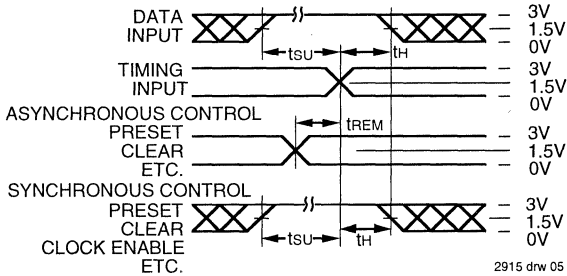 DATA
INPUT
tSU
tH
3V
1.5V
0V
TIMING
INPUT
3V
1.5V
0V
ASYNCHRONOUS CONTROL
PRESET
CLEAR
ETC.
tREM
3V
1.5V
0V
SYNCHRONOUS CONTROL
PRESET
CLEAR
CLOCK ENABLE
ETC.
tSU
tH
3V
1.5V
0V
2915 drw 05